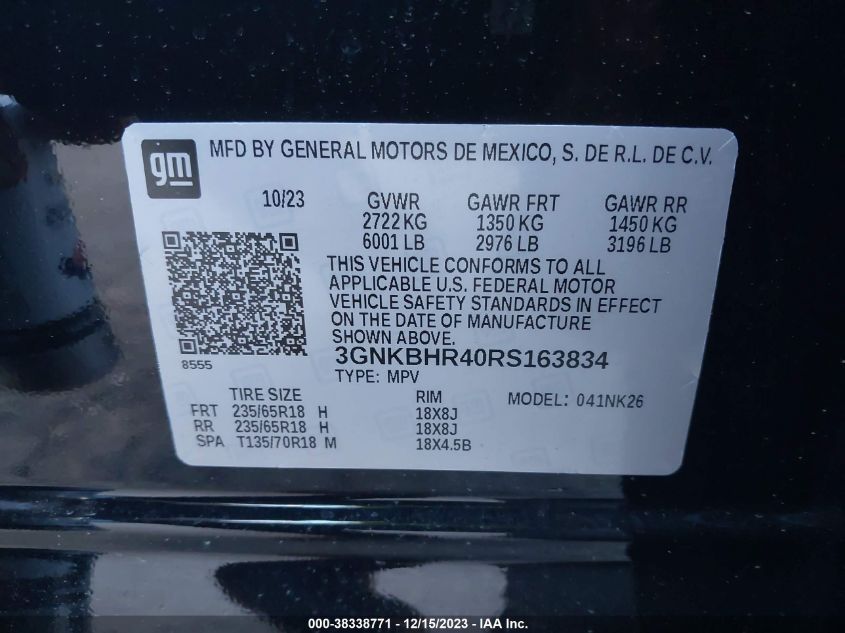 gm MFD BY GENERAL MOTORS DE MEXICO, S. DE R.L. DE C.V.
10/23 GVWR GAWR FRT GAWR RR
2722 KG 1350 KG 1450 KG
6001 LB 2976 LB 3196 LB
THIS VEHICLE CONFORMS TO ALL
APPLICABLE U.S. FEDERAL MOTOR
VEHICLE SAFETY STANDARDS IN EFFECT
ON THE DATE OF MANUFACTURE
SHOWN ABOVE.
3GNKBHR40RS163834
8555 TYPE: MPV
TIRE SIZE RIM MODEL: 041NK26
FRT 235/65R18 H 18X8J
RR 235/65R18 H 18X8J
SPA T135/70R18 M 18X4.5B
000-38338771 - 12/15/2023 - IAA Inc.